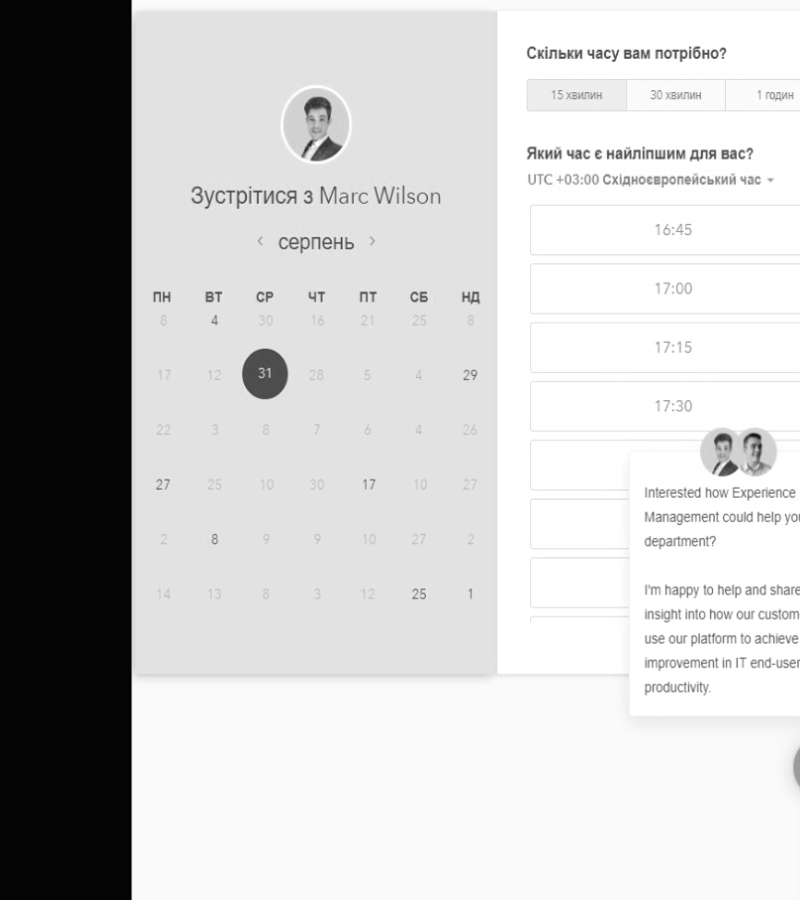 Зустрітися з Marc Wilson
‹ серпень ›
ПН ВТ СР ЧТ ПТ СБ НД
8 4 30 16 21 25 8
17 12 31 28 5 4 29
22 3 8 7 6 4 26
27 25 10 30 17 10 27
2 8 9 9 10 27 2
14 13 8 3 12 25 1
Скільки часу вам потрібно?
15 хвилин 30 хвилин 1 годин
Який час є найліпшим для вас?
UTC +03:00 Східноєвропейський час
16:45
17:00
17:15
17:30
Interested how Experience
Management could help you
department?
I'm happy to help and share
insight into how our custom
use our platform to achieve
improvement in IT end-user
productivity.